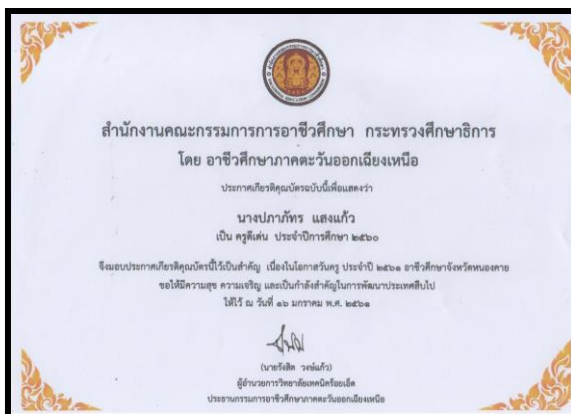 สำนักงานคณะกรรมการการอาชีวศึกษา กระทรวงศึกษาธิการ
โดย อาชีวศึกษาภาคตะวันออกเฉียงเหนือ
ประกาศเกียรติคุณบัตรฉบับนี้เพื่อแสดงว่า
นางปภาภัทร แสงแก้ว
เป็น ครูดีเด่น ประจำปีการศึกษา ๒๕๖๐
จึงมอบประกาศเกียรติคุณบัตรนี้ไว้เป็นสำคัญ เนื่องในโอกาสวันครู ประจำปี ๒๕๖๑ อาชีวศึกษาจังหวัดหนองคาย
ขอให้มีความสุข ความเจริญ และเป็นกำลังสำคัญในการพัฒนาประเทศสืบไป
ให้ไว้ ณ วันที่ ๑๖ มกราคม พ.ศ. ๒๕๖๑
(นายรังสิต วงษ์แก้ว)
ผู้อำนวยการวิทยาลัยเทคนิคร้อยเอ็ด
ประธานกรรมการอาชีวศึกษาภาคตะวันออกเฉียงเหนือ